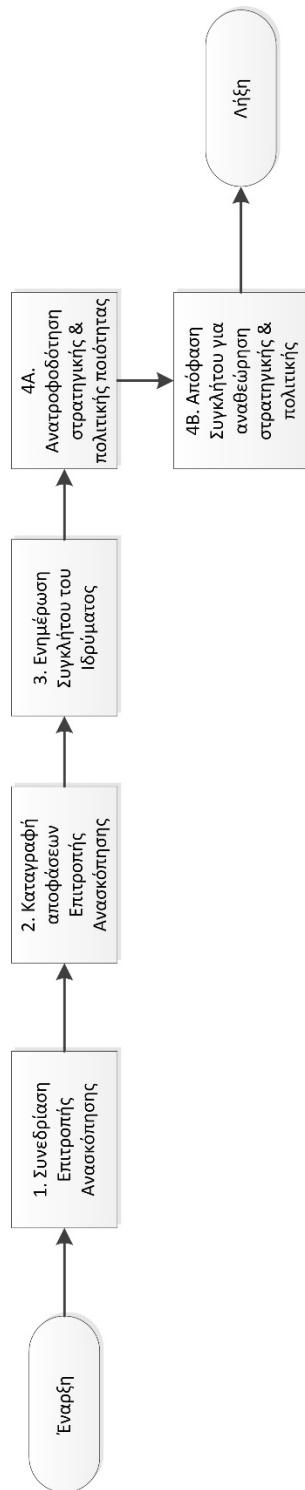 Έναρξη
1. Συνεδρίαση
Επιτροπής
Ανασκόπησης
2. Καταγραφή
αποφάσεων
Επιτροπής
Ανασκόπησης
3. Ενημέρωση
Συγκλήτου του
Ιδρύματος
4Α.
Ανατροφοδότηση
στρατηγικής &
πολιτικής ποιότητας
4Β. Απόφαση
Συγκλήτου για
αναθεώρηση
στρατηγικής &
πολιτικής
Λήξη